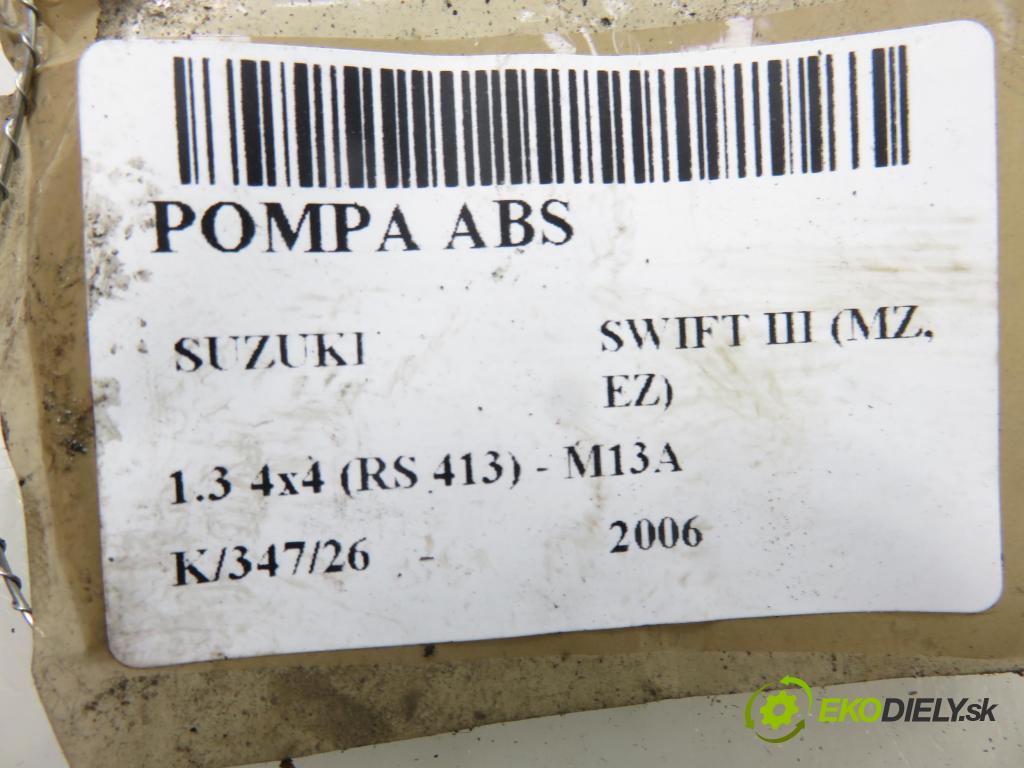 POMPA ABS
SUZUKI SWIFT III (MZ,
EZ)
1.3 4x4 (RS 413) - M13A
K/347/26 - 2006
EKODIELY.sk